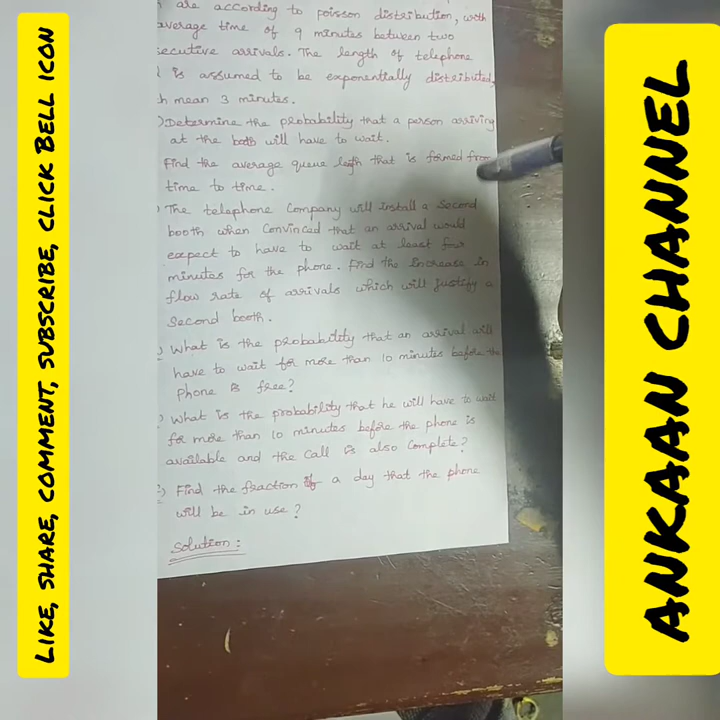 LIKE, SHARE, COMMENT, SUBSCRIBE, CLICK BELL ICON
are according to poisson distribution, with
average time of 9 minutes between two
secutive arrivals. The length of telephone
l is assumed to be exponentially distributed,
h mean 3 minutes.
)Determine the probability that a person arriving
at the booth will have to wait.
Find the average queue length that is formed from
time to time.
) The telephone Company will install a second
booth when convinced that an arrival would
expect to have to wait at least four
minutes for the phone. Find the increase in
flow rate of arrivals which will justify a
second booth.
) What is the probability that an arrival will
have to wait for more than 10 minutes before the
phone is free?
) What is the probability that he will have to wait
for more than 10 minutes before the phone is
available and the call is also complete?
) Find the fraction of a day that the phone
will be in use?
Solution:
ANKAAN CHANNEL